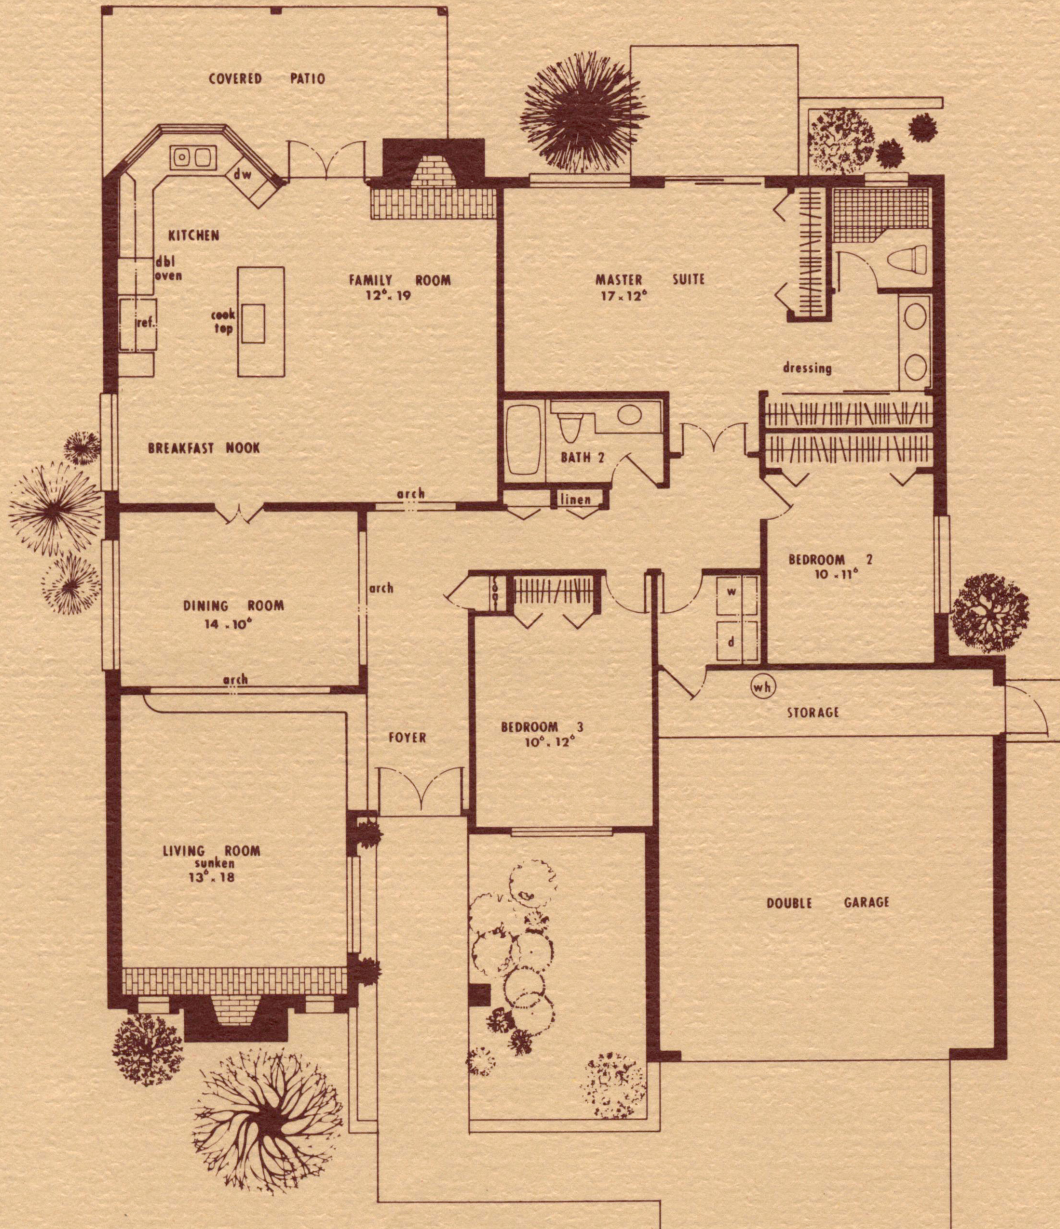 COVERED PATIO
dw
KITCHEN
dbl
oven
FAMILY ROOM
12⁶ x 19
MASTER SUITE
17 x 12⁶
cook
top
ref.
dressing
BREAKFAST NOOK
BATH 2
arch
linen
BEDROOM 2
10 x 11⁶
arch
w
DINING ROOM
14 x 10⁶
d
arch
wh
STORAGE
BEDROOM 3
10⁶ x 12⁶
FOYER
LIVING ROOM
sunken
13⁶ x 18
DOUBLE GARAGE